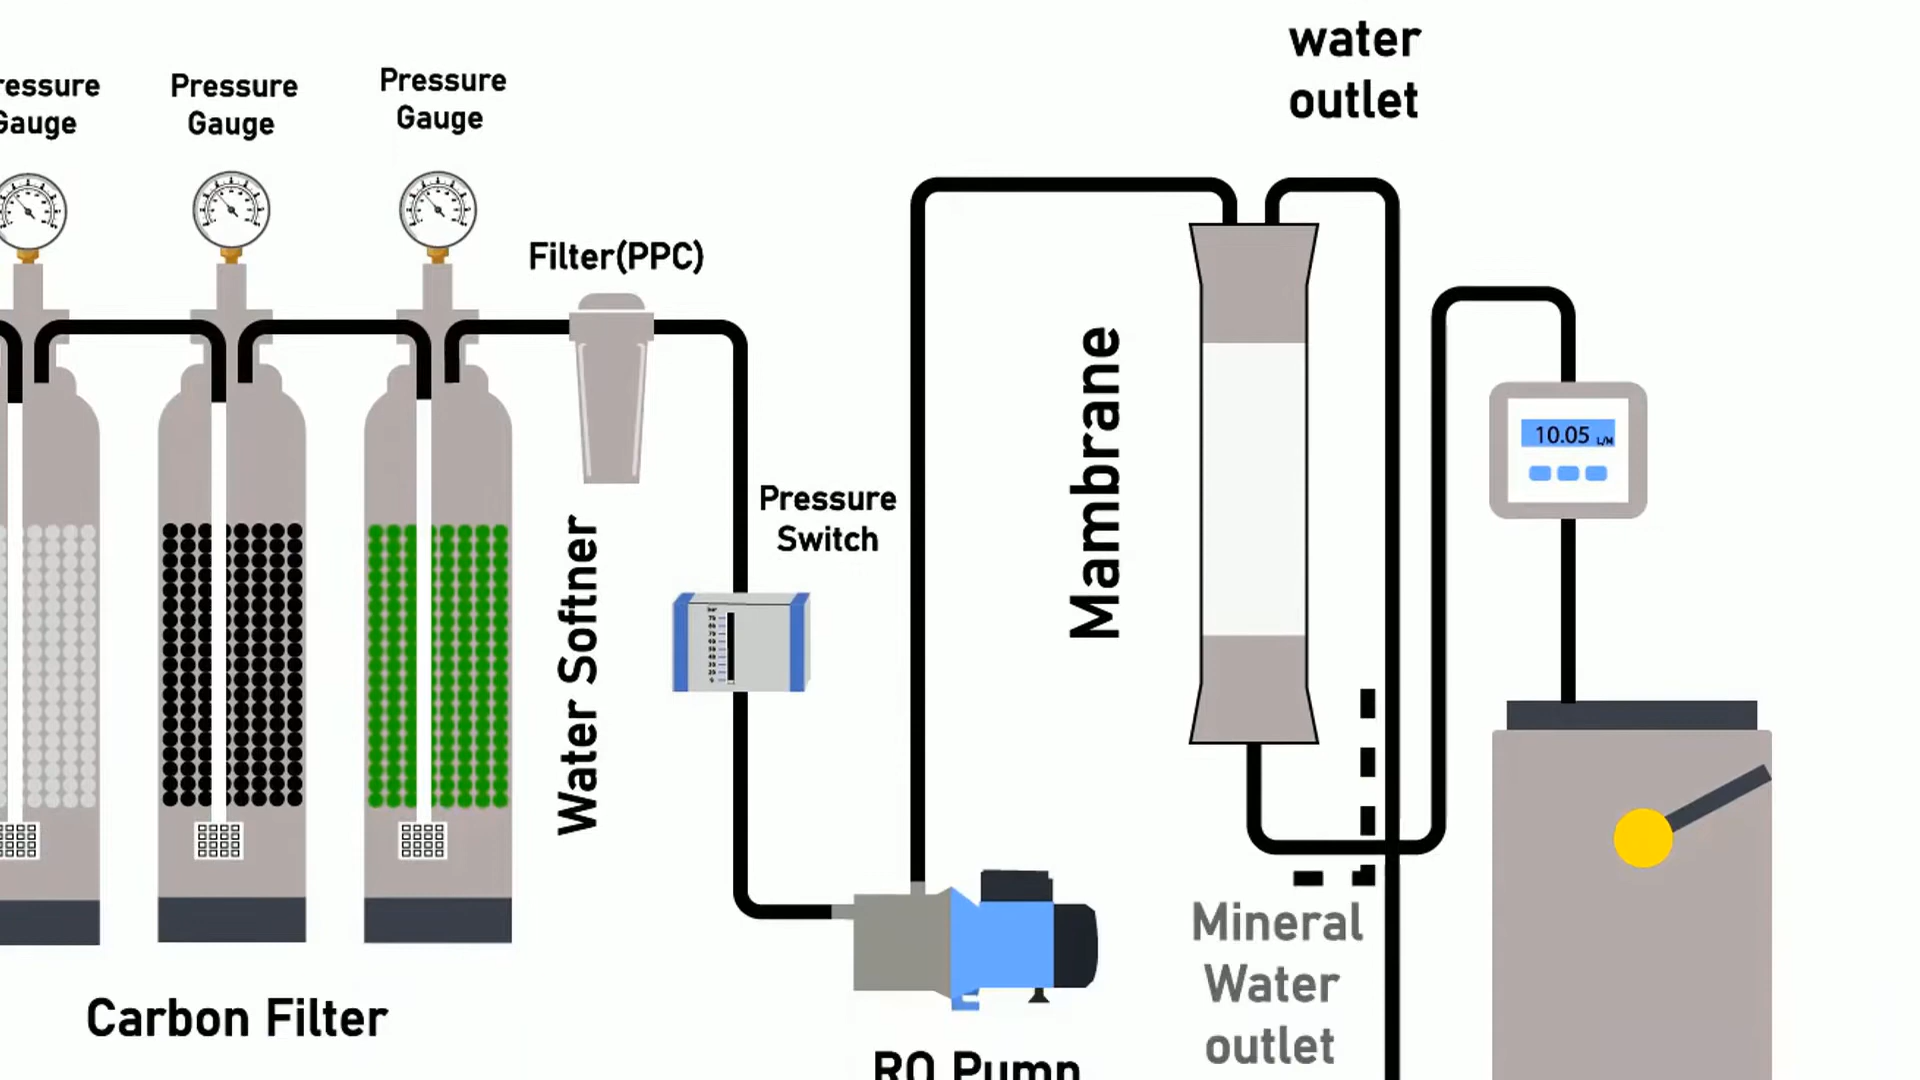 water
outlet
ressure
Gauge
Pressure
Gauge
Pressure
Gauge
Filter(PPC)
Pressure
Switch
Water Softner
Mambrane
10.05 L/M
Mineral
Water
outlet
Carbon Filter
RO Pump